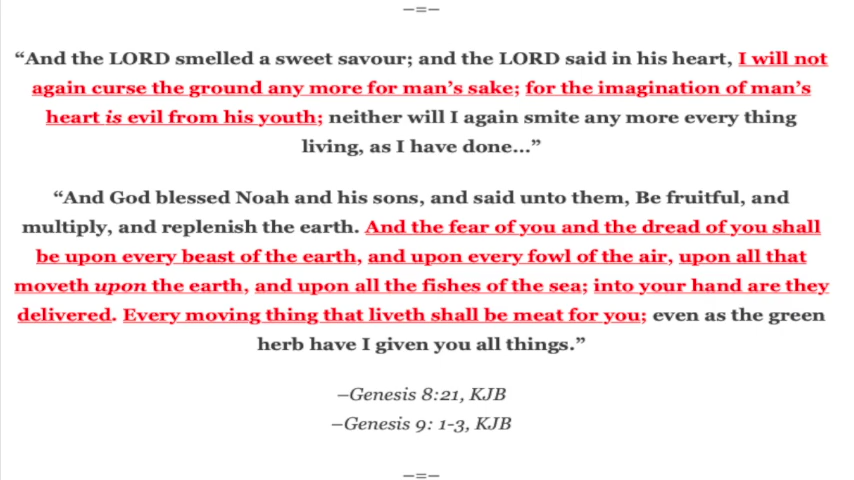 –=–
“And the LORD smelled a sweet savour; and the LORD said in his heart, I will not
again curse the ground any more for man’s sake; for the imagination of man’s
heart is evil from his youth; neither will I again smite any more every thing
living, as I have done…”
“And God blessed Noah and his sons, and said unto them, Be fruitful, and
multiply, and replenish the earth. And the fear of you and the dread of you shall
be upon every beast of the earth, and upon every fowl of the air, upon all that
moveth upon the earth, and upon all the fishes of the sea; into your hand are they
delivered. Every moving thing that liveth shall be meat for you; even as the green
herb have I given you all things.”
–Genesis 8:21, KJB
–Genesis 9: 1-3, KJB
–=–